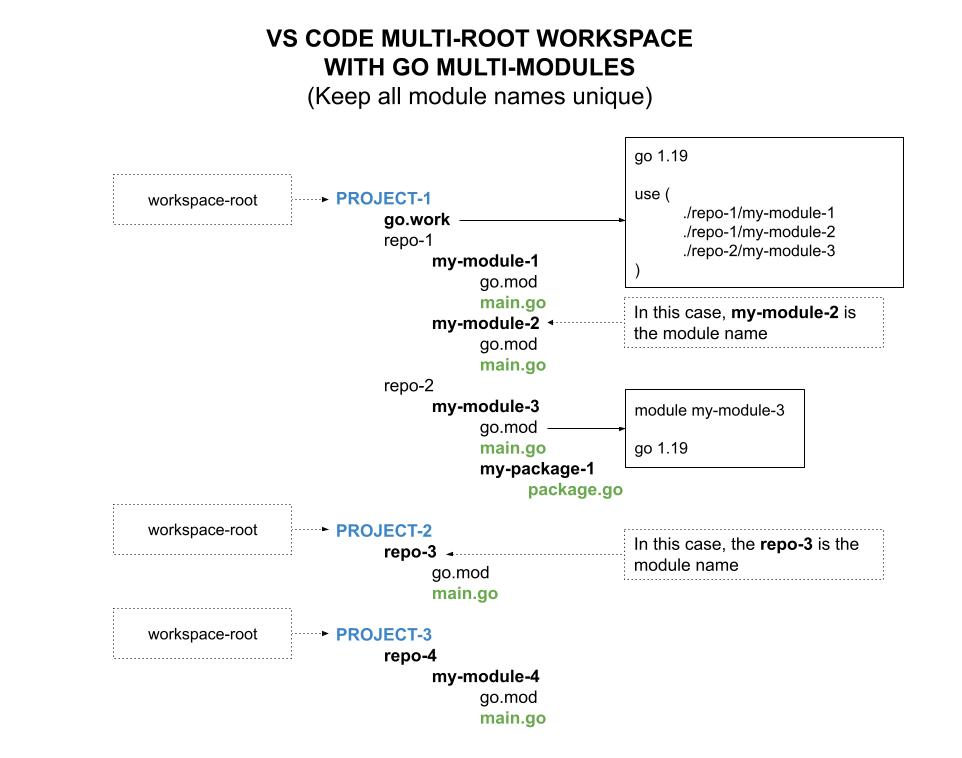 VS CODE MULTI-ROOT WORKSPACE
WITH GO MULTI-MODULES
(Keep all module names unique)
workspace-root
PROJECT-1
go.work
go 1.19
use (
./repo-1/my-module-1
./repo-1/my-module-2
./repo-2/my-module-3
)
repo-1
my-module-1
go.mod
main.go
my-module-2
In this case, my-module-2 is
the module name
go.mod
main.go
repo-2
my-module-3
go.mod
module my-module-3
go 1.19
main.go
my-package-1
package.go
workspace-root
PROJECT-2
repo-3
In this case, the repo-3 is the
module name
go.mod
main.go
workspace-root
PROJECT-3
repo-4
my-module-4
go.mod
main.go